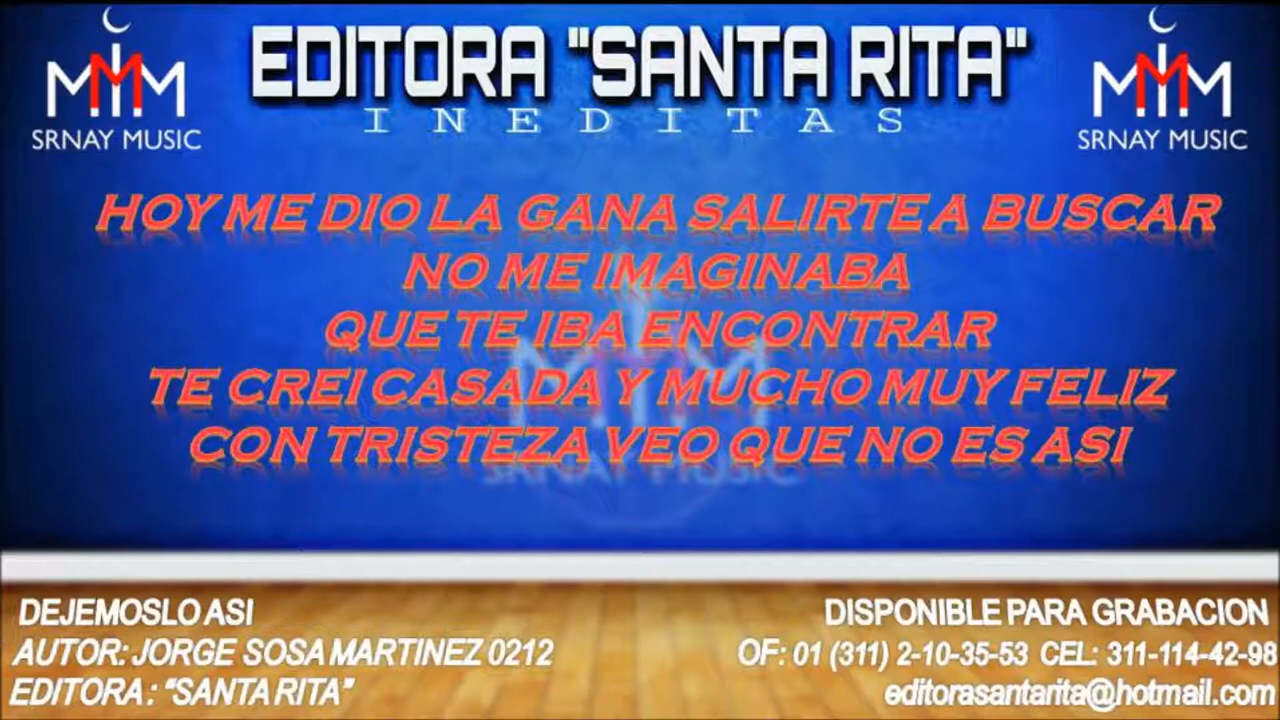 EDITORA "SANTA RITA"
INEDITAS
SRNAY MUSIC
SRNAY MUSIC
HOY ME DIO LA GANA SALIRTE A BUSCAR
NO ME IMAGINABA
QUE TE IBA ENCONTRAR
TE CREI CASADA Y MUCHO MUY FELIZ
CON TRISTEZA VEO QUE NO ES ASI
SRNAY MUSIC
DEJEMOSLO ASI
AUTOR: JORGE SOSA MARTINEZ 0212
EDITORA : "SANTA RITA"
DISPONIBLE PARA GRABACION
OF: 01 (311) 2-10-35-53 CEL: 311-114-42-98
editorasantarita@hotmail.com